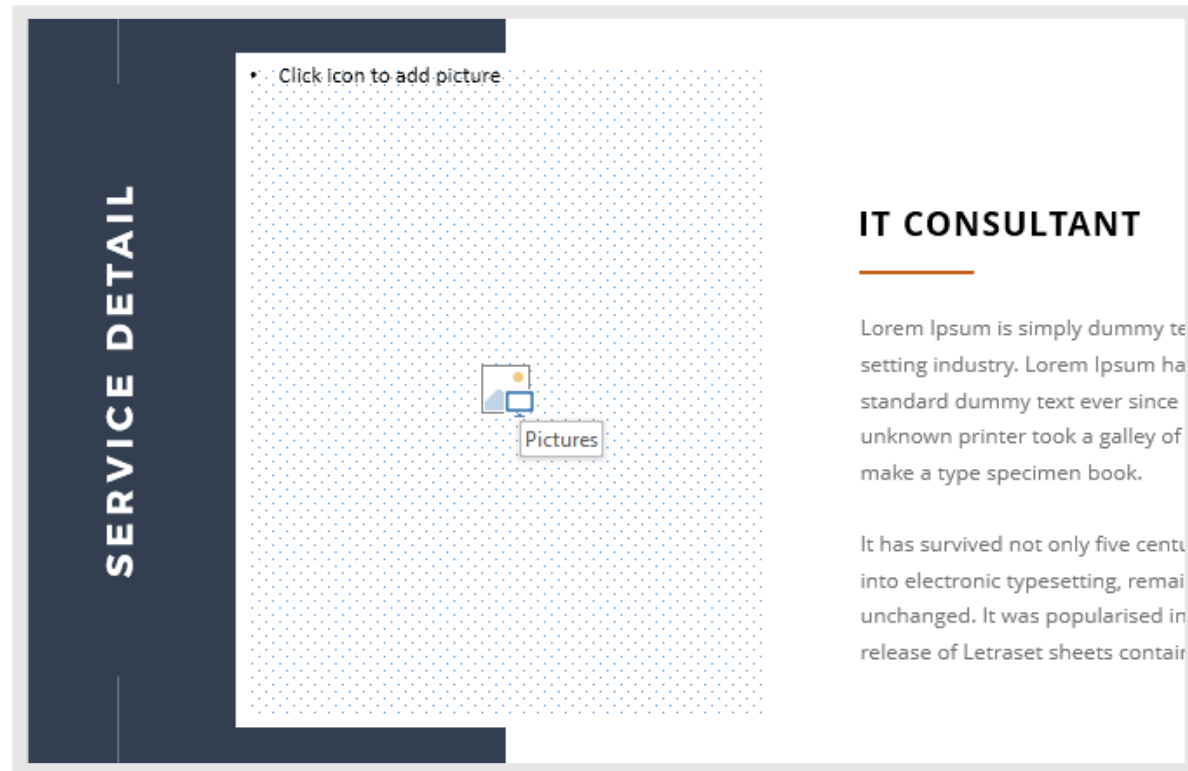 SERVICE DETAIL
• Click icon to add picture
Pictures
IT CONSULTANT
Lorem Ipsum is simply dummy te
setting industry. Lorem Ipsum ha
standard dummy text ever since
unknown printer took a galley of
make a type specimen book.
It has survived not only five centu
into electronic typesetting, remai
unchanged. It was popularised in
release of Letraset sheets contain